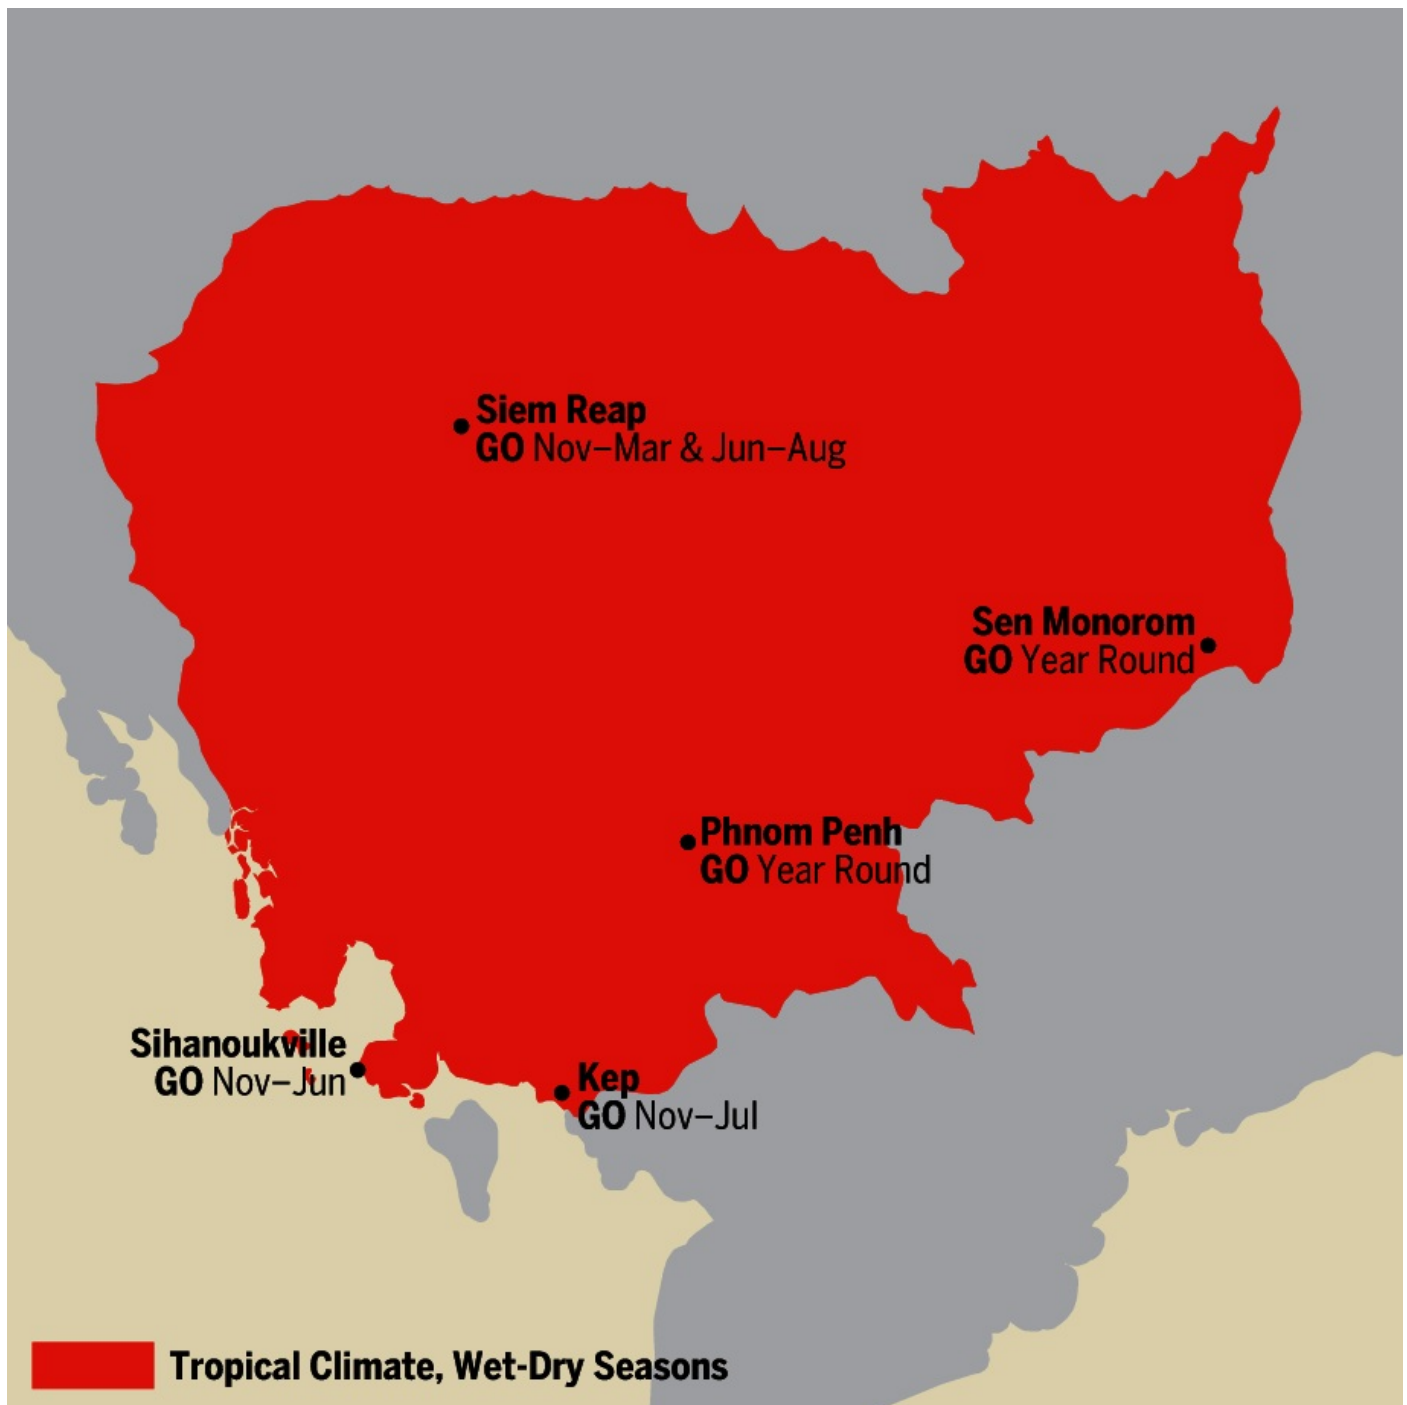 Siem Reap
GO Nov–Mar & Jun–Aug
Sen Monorom
GO Year Round
Phnom Penh
GO Year Round
Sihanoukville
GO Nov–Jun
Kep
GO Nov–Jul
Tropical Climate, Wet-Dry Seasons